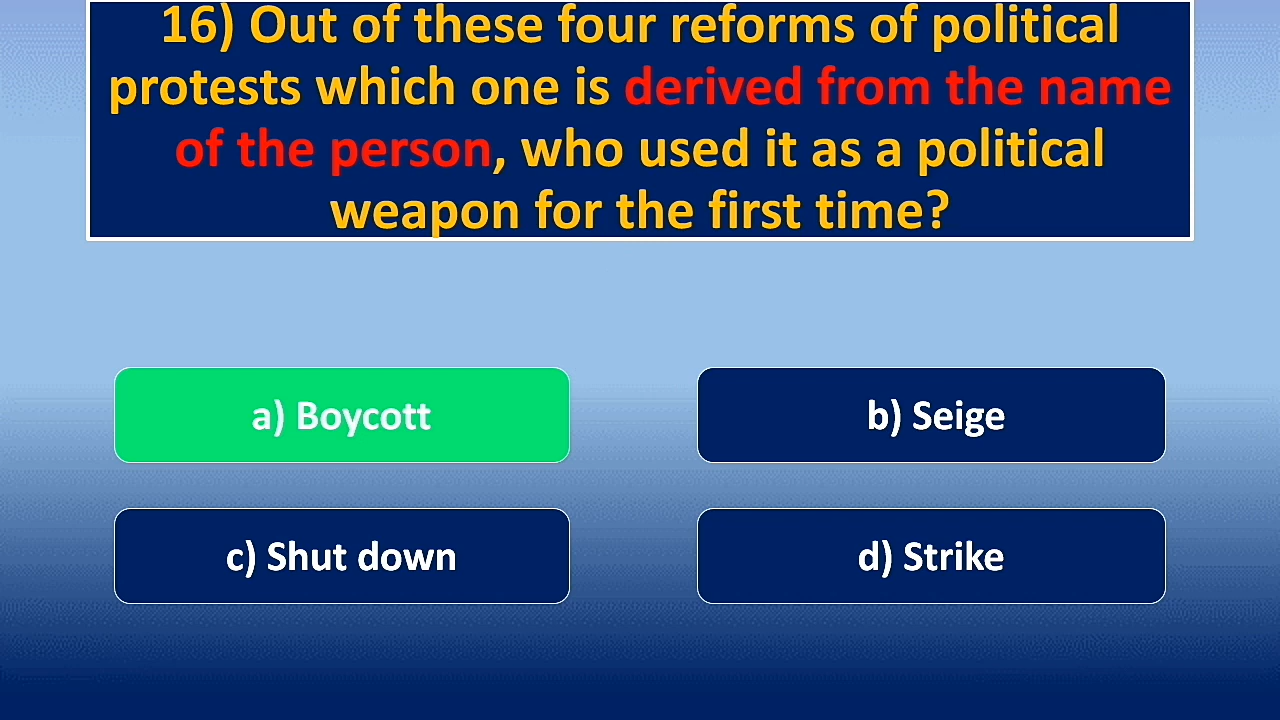 16) Out of these four reforms of political
protests which one is derived from the name
of the person, who used it as a political
weapon for the first time?
a) Boycott
b) Seige
c) Shut down
d) Strike